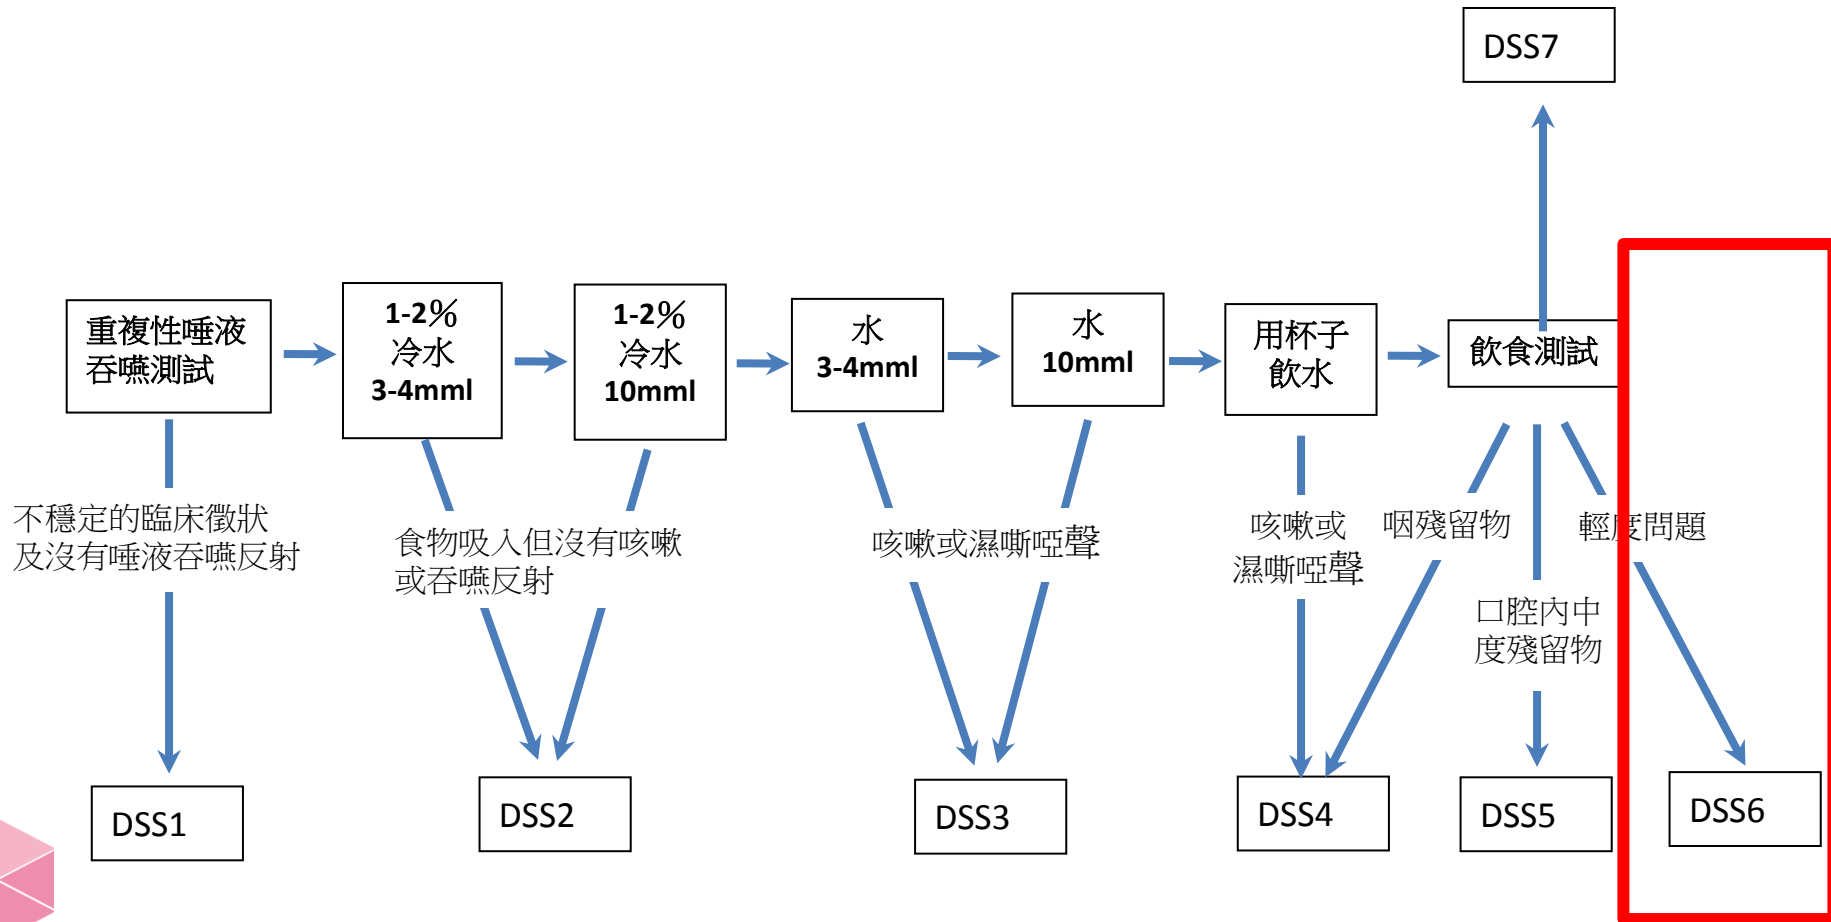 DSS7
重複性唾液
吞嚥測試
1-2%
冷水
3-4mml
1-2%
冷水
10mml
水
3-4mml
水
10mml
用杯子
飲水
飲食測試
不穩定的臨床徵狀
及沒有唾液吞嚥反射
食物吸入但沒有咳嗽
或吞嚥反射
咳嗽或濕嘶啞聲
咳嗽或
濕嘶啞聲
咽殘留物
口腔內中
度殘留物
輕度問題
DSS1
DSS2
DSS3
DSS4
DSS5
DSS6